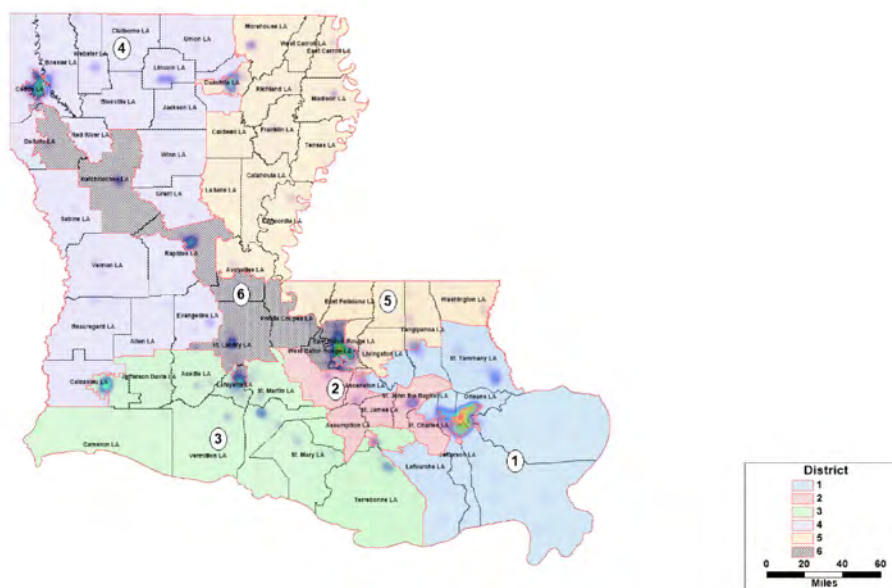 Morehouse LA
Claiborne LA
Union LA
West Carroll LA
East Carroll LA
Webster LA
4
Bossier LA
Lincoln LA
Ouachita LA
Caddo LA
Richland LA
Madison LA
Bienville LA
Jackson LA
Caldwell LA
Franklin LA
Red River LA
DeSoto LA
Tensas LA
Winn LA
Catahoula LA
Natchitoches LA
LaSalle LA
Grant LA
Sabine LA
Concordia LA
Rapides LA
Vernon LA
Avoyelles LA
6
5
East Feliciana LA
Washington LA
Beauregard LA
Evangeline LA
Pointe Coupee LA
Tangipahoa LA
Allen LA
St. Landry LA
East Baton Rouge LA
West Baton Rouge LA
Livingston LA
St. Tammany LA
Calcasieu LA
Jefferson Davis LA
Acadia LA
Lafayette LA
St. Martin LA
2
Ascension LA
St. John the Baptist LA
Orleans LA
St. James LA
Assumption LA
St. Charles LA
3
Cameron LA
Vermilion LA
St. Mary LA
Jefferson LA
1
Lafourche LA
Terrebonne LA
District
1
2
3
4
5
6
0 20 40 60
Miles